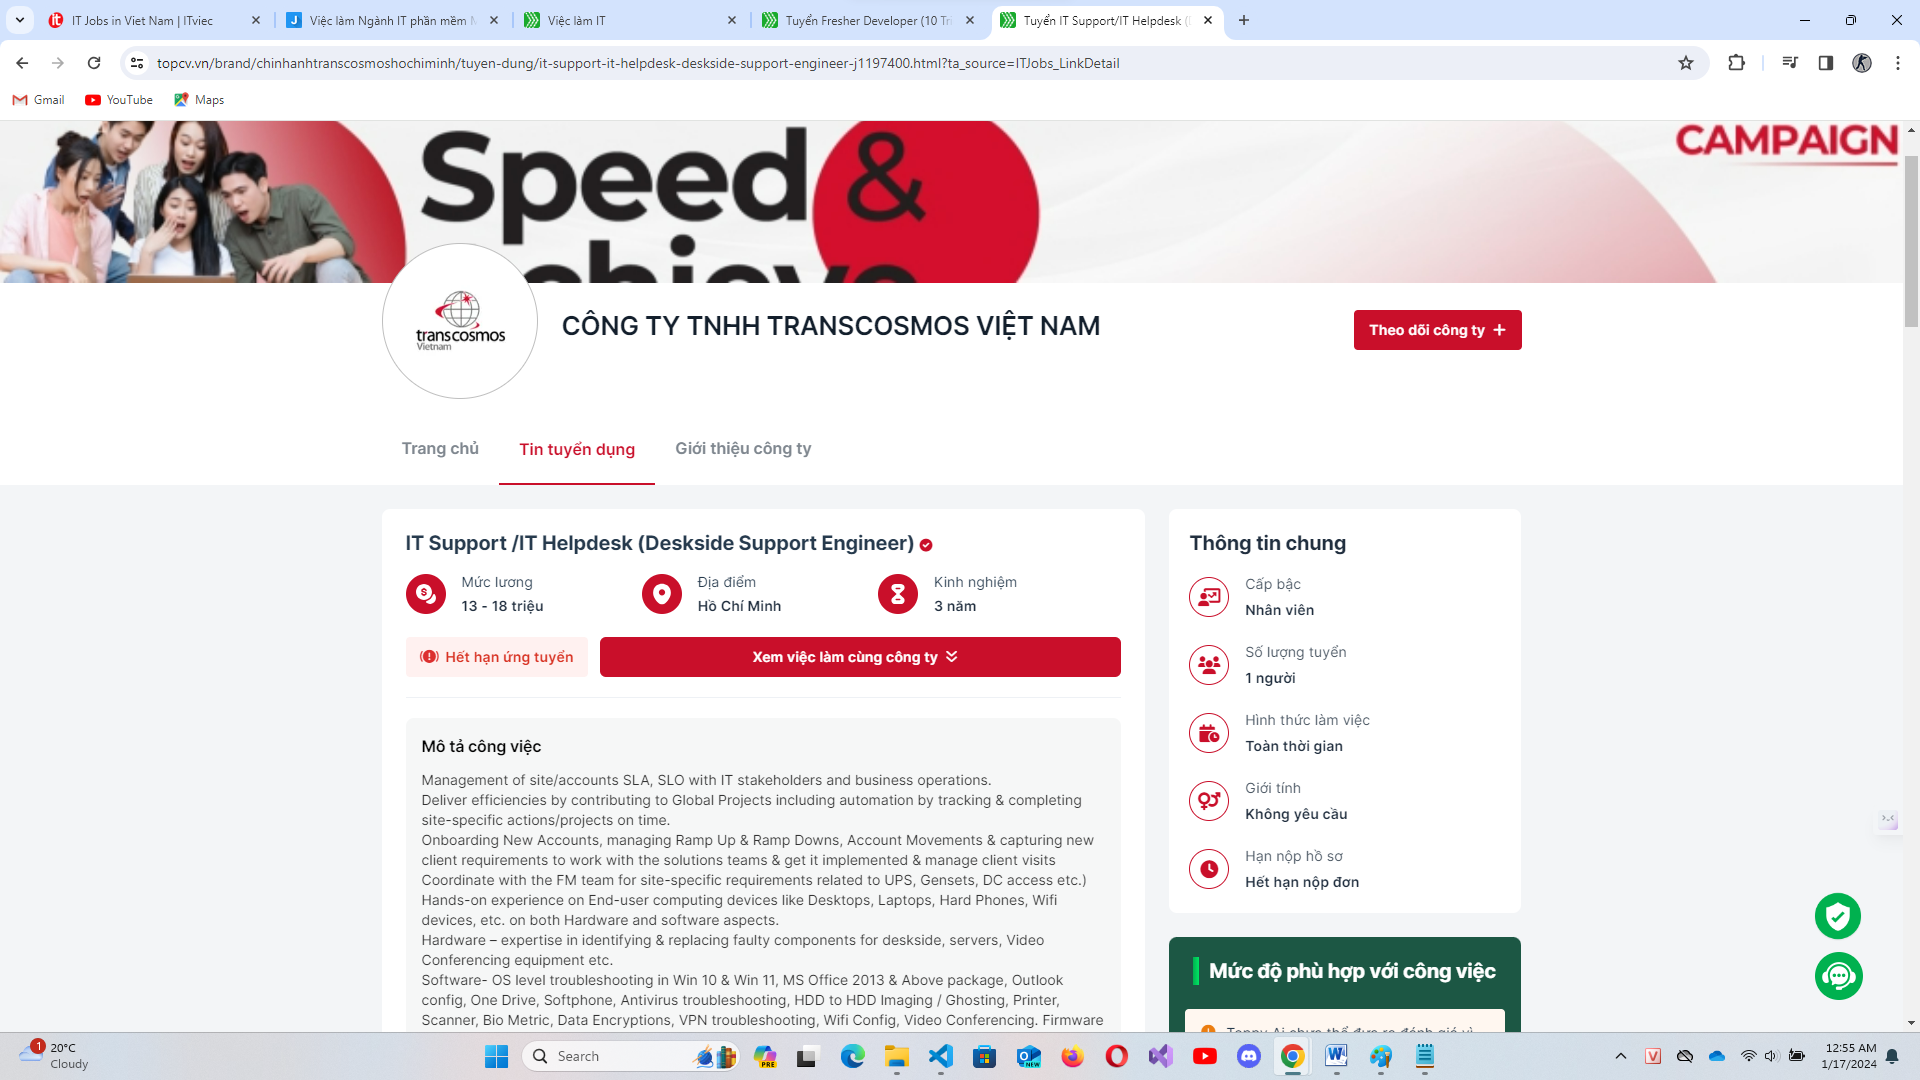 IT Jobs in Viet Nam | ITviec
Việc làm Ngành IT phần mềm
Việc làm IT
Tuyển Fresher Developer (10 Tri
Tuyển IT Support/IT Helpdesk (
topcv.vn/brand/chinhanhtranscosmoshochiminh/tuyen-dung/it-support-it-helpdesk-deskside-support-engineer-j1197400.html?ta_source=ITJobs_LinkDetail
Gmail
YouTube
Maps
Speed &
Achieve
CAMPAIGN
transcosmos
Vietnam
CÔNG TY TNHH TRANSCOSMOS VIỆT NAM
Theo dõi công ty
Trang chủ
Tin tuyển dụng
Giới thiệu công ty
IT Support /IT Helpdesk (Deskside Support Engineer)
Mức lương
13 - 18 triệu
Địa điểm
Hồ Chí Minh
Kinh nghiệm
3 năm
Hết hạn ứng tuyển
Xem việc làm cùng công ty
Mô tả công việc
Management of site/accounts SLA, SLO with IT stakeholders and business operations.
Deliver efficiencies by contributing to Global Projects including automation by tracking & completing
site-specific actions/projects on time.
Onboarding New Accounts, managing Ramp Up & Ramp Downs, Account Movements & capturing new
client requirements to work with the solutions teams & get it implemented & manage client visits
Coordinate with the FM team for site-specific requirements related to UPS, Gensets, DC access etc.)
Hands-on experience on End-user computing devices like Desktops, Laptops, Hard Phones, Wifi
devices, etc. on both Hardware and software aspects.
Hardware – expertise in identifying & replacing faulty components for deskside, servers, Video
Conferencing equipment etc.
Software- OS level troubleshooting in Win 10 & Win 11, MS Office 2013 & Above package, Outlook
config, One Drive, Softphone, Antivirus troubleshooting, HDD to HDD Imaging / Ghosting, Printer,
Scanner, Bio Metric, Data Encryptions, VPN troubleshooting, Wifi Config, Video Conferencing. Firmware
Thông tin chung
Cấp bậc
Nhân viên
Số lượng tuyển
1 người
Hình thức làm việc
Toàn thời gian
Giới tính
Không yêu cầu
Hạn nộp hồ sơ
Hết hạn nộp đơn
Mức độ phù hợp với công việc
Toppy Ai chưa thể đưa ra đánh giá vì
1
20°C
Cloudy
Search
PRE
NEW
12:55 AM
1/17/2024